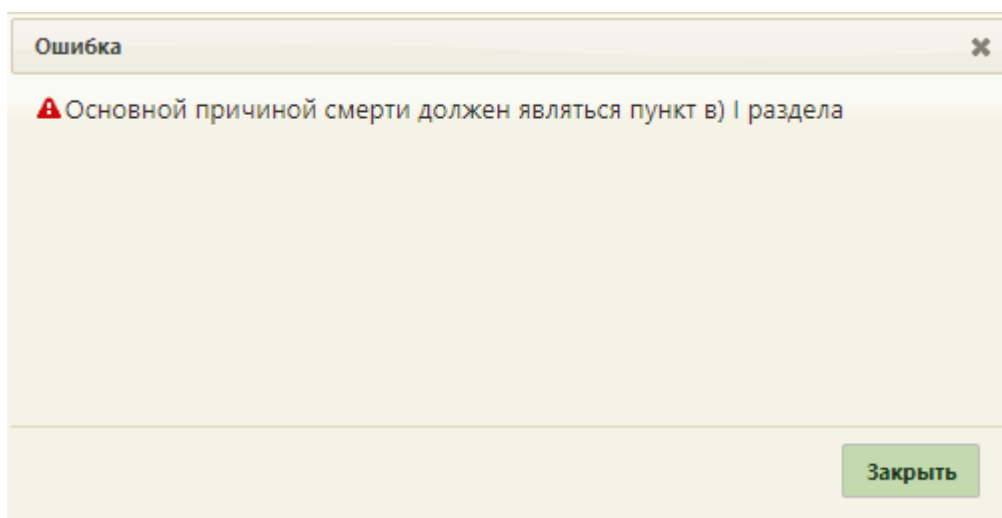 Ошибка
Основной причиной смерти должен являться пункт в) I раздела
Закрыть